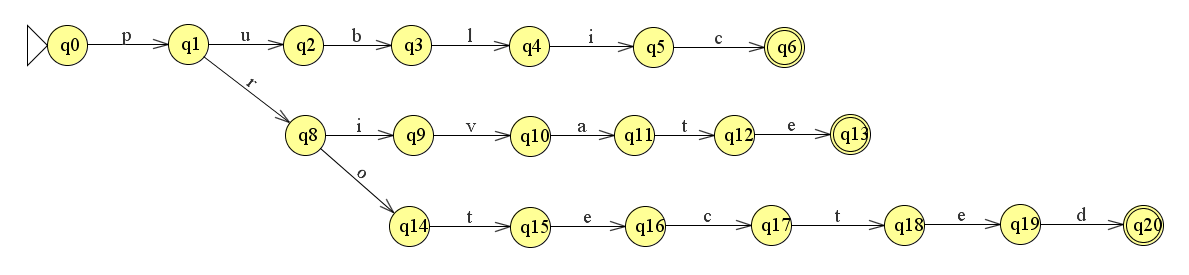 q0 p q1 u q2 b q3 l q4 i q5 c q6
r
q8 i q9 v q10 a q11 t q12 e q13
o
q14 t q15 e q16 c q17 t q18 e q19 d q20